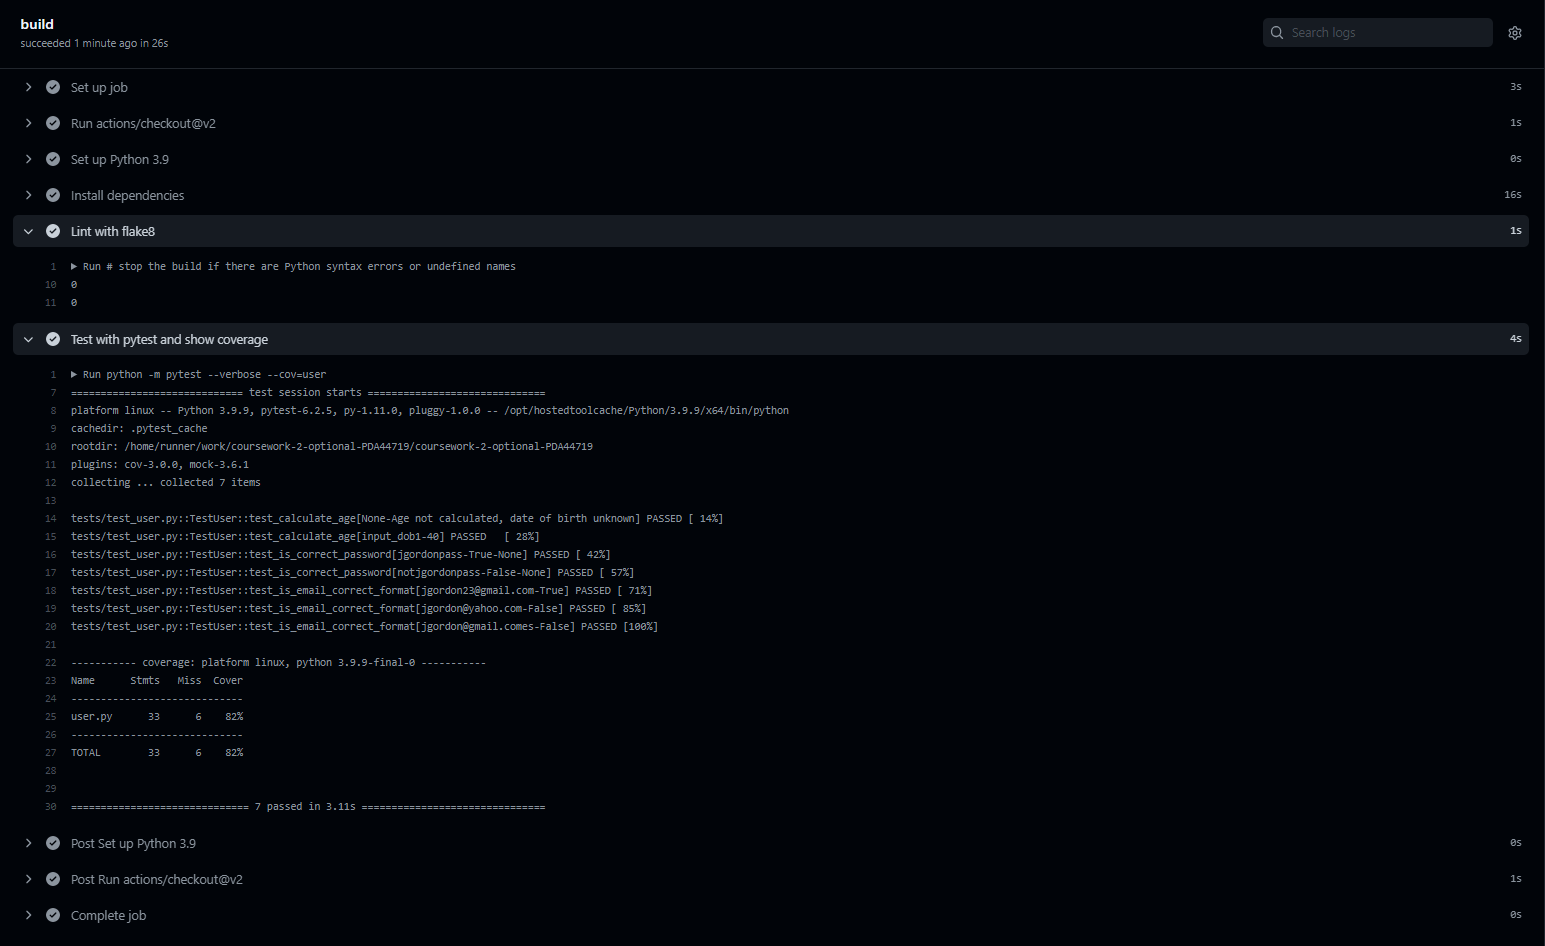 build
succeeded 1 minute ago in 26s
Search logs
Set up job 3s
Run actions/checkout@v2 1s
Set up Python 3.9 0s
Install dependencies 16s
Lint with flake8 1s
1 Run # stop the build if there are Python syntax errors or undefined names
10 0
11 0
Test with pytest and show coverage 4s
1 Run python -m pytest --verbose --cov=user
7 ============================= test session starts ==============================
8 platform linux -- Python 3.9.9, pytest-6.2.5, py-1.11.0, pluggy-1.0.0 -- /opt/hostedtoolcache/Python/3.9.9/x64/bin/python
9 cachedir: .pytest_cache
10 rootdir: /home/runner/work/coursework-2-optional-PDA44719/coursework-2-optional-PDA44719
11 plugins: cov-3.0.0, mock-3.6.1
12 collecting ... collected 7 items
13
14 tests/test_user.py::TestUser::test_calculate_age[None-Age not calculated, date of birth unknown] PASSED [ 14%]
15 tests/test_user.py::TestUser::test_calculate_age[input_dob1-40] PASSED   [ 28%]
16 tests/test_user.py::TestUser::test_is_correct_password[jgordonpass-True-None] PASSED [ 42%]
17 tests/test_user.py::TestUser::test_is_correct_password[notjgordonpass-False-None] PASSED [ 57%]
18 tests/test_user.py::TestUser::test_is_email_correct_format[jgordon23@gmail.com-True] PASSED [ 71%]
19 tests/test_user.py::TestUser::test_is_email_correct_format[jgordon@yahoo.com-False] PASSED [ 85%]
20 tests/test_user.py::TestUser::test_is_email_correct_format[jgordon@gmail.comes-False] PASSED [100%]
21
22 ----------- coverage: platform linux, python 3.9.9-final-0 -----------
23 Name      Stmts   Miss  Cover
24 -----------------------------
25 user.py      33      6    82%
26 -----------------------------
27 TOTAL        33      6    82%
28
29
30 ============================== 7 passed in 3.11s ===============================
Post Set up Python 3.9 0s
Post Run actions/checkout@v2 1s
Complete job 0s